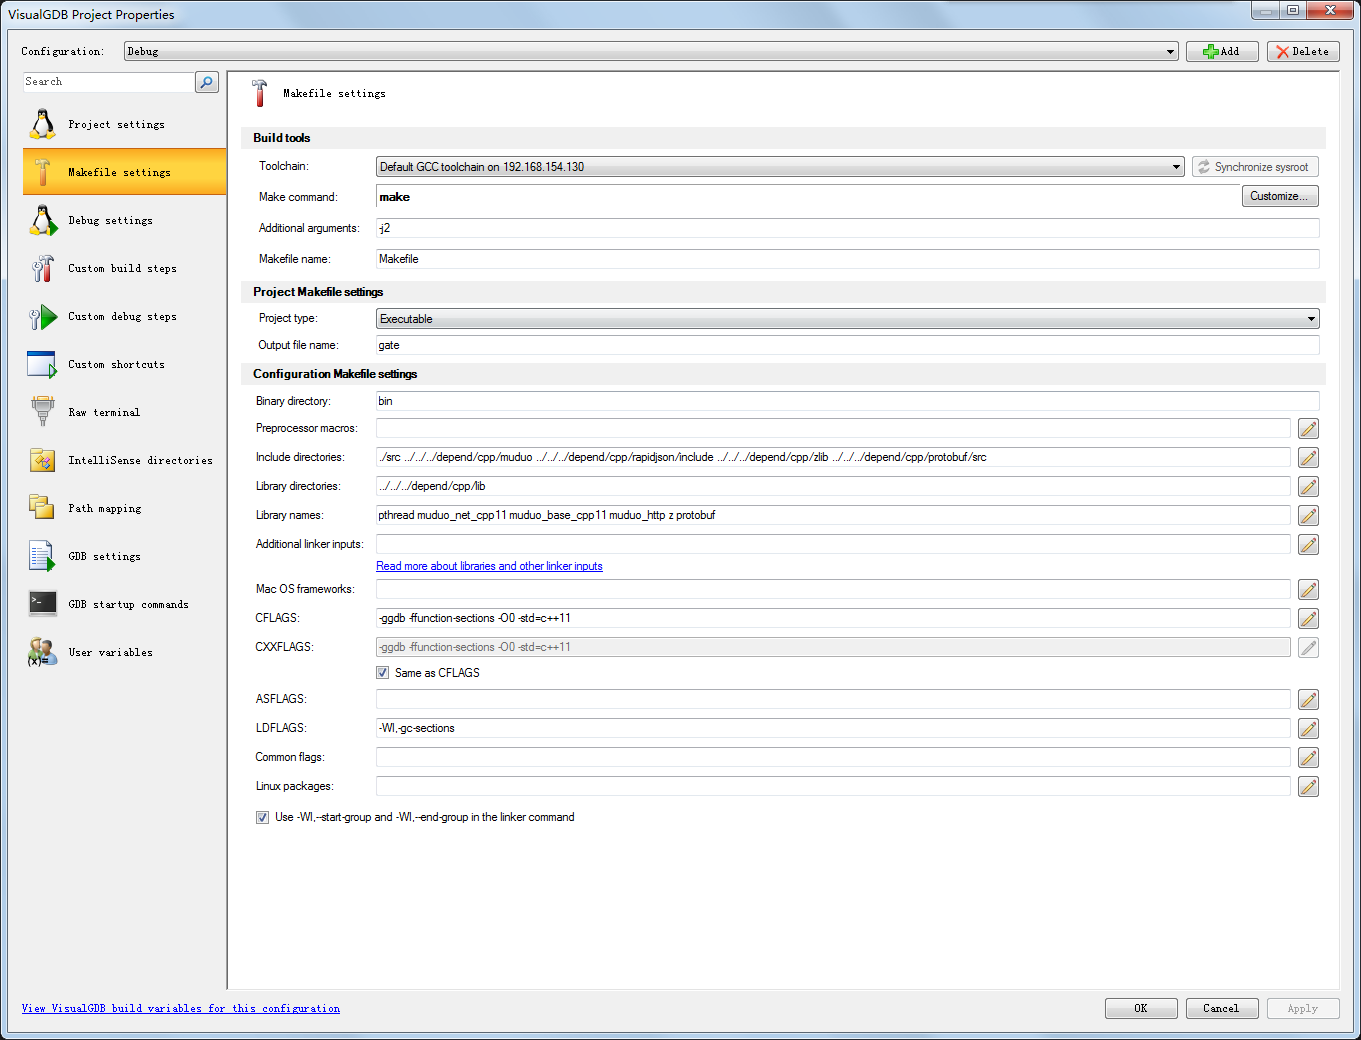 VisualGDB Project Properties
Configuration: Debug Add Delete
Search
Project settings
Makefile settings
Debug settings
Custom build steps
Custom debug steps
Custom shortcuts
Raw terminal
IntelliSense directories
Path mapping
GDB settings
GDB startup commands
User variables
Makefile settings
Build tools
Toolchain: Default GCC toolchain on 192.168.154.130 Synchronize sysroot
Make command: make Customize...
Additional arguments: -j2
Makefile name: Makefile
Project Makefile settings
Project type: Executable
Output file name: gate
Configuration Makefile settings
Binary directory: bin
Preprocessor macros:
Include directories: ./src ../../../depend/cpp/muduo ../../../depend/cpp/rapidjson/include ../../../depend/cpp/zlib ../../../depend/cpp/protobuf/src
Library directories: ../../../depend/cpp/lib
Library names: pthread muduo_net_cpp11 muduo_base_cpp11 muduo_http z protobuf
Additional linker inputs:
Read more about libraries and other linker inputs
Mac OS frameworks:
CFLAGS: -ggdb -ffunction-sections -O0 -std=c++11
CXXFLAGS: -ggdb -ffunction-sections -O0 -std=c++11
Same as CFLAGS
ASFLAGS:
LDFLAGS: -Wl,-gc-sections
Common flags:
Linux packages:
Use -Wl,--start-group and -Wl,--end-group in the linker command
View VisualGDB build variables for this configuration
OK Cancel Apply